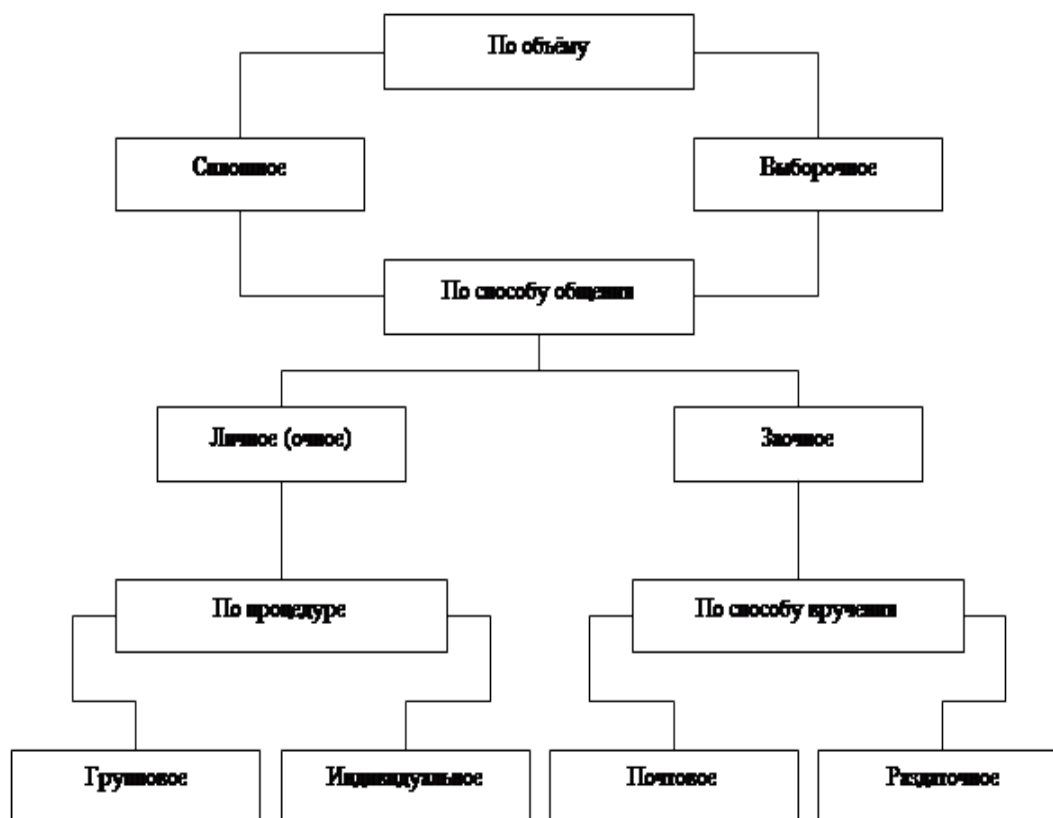 По объёму
Сплошное
Выборочное
По способу общения
Личное (очное)
Заочное
По процедуре
По способу вручения
Групповое
Индивидуальное
Почтовое
Раздаточное